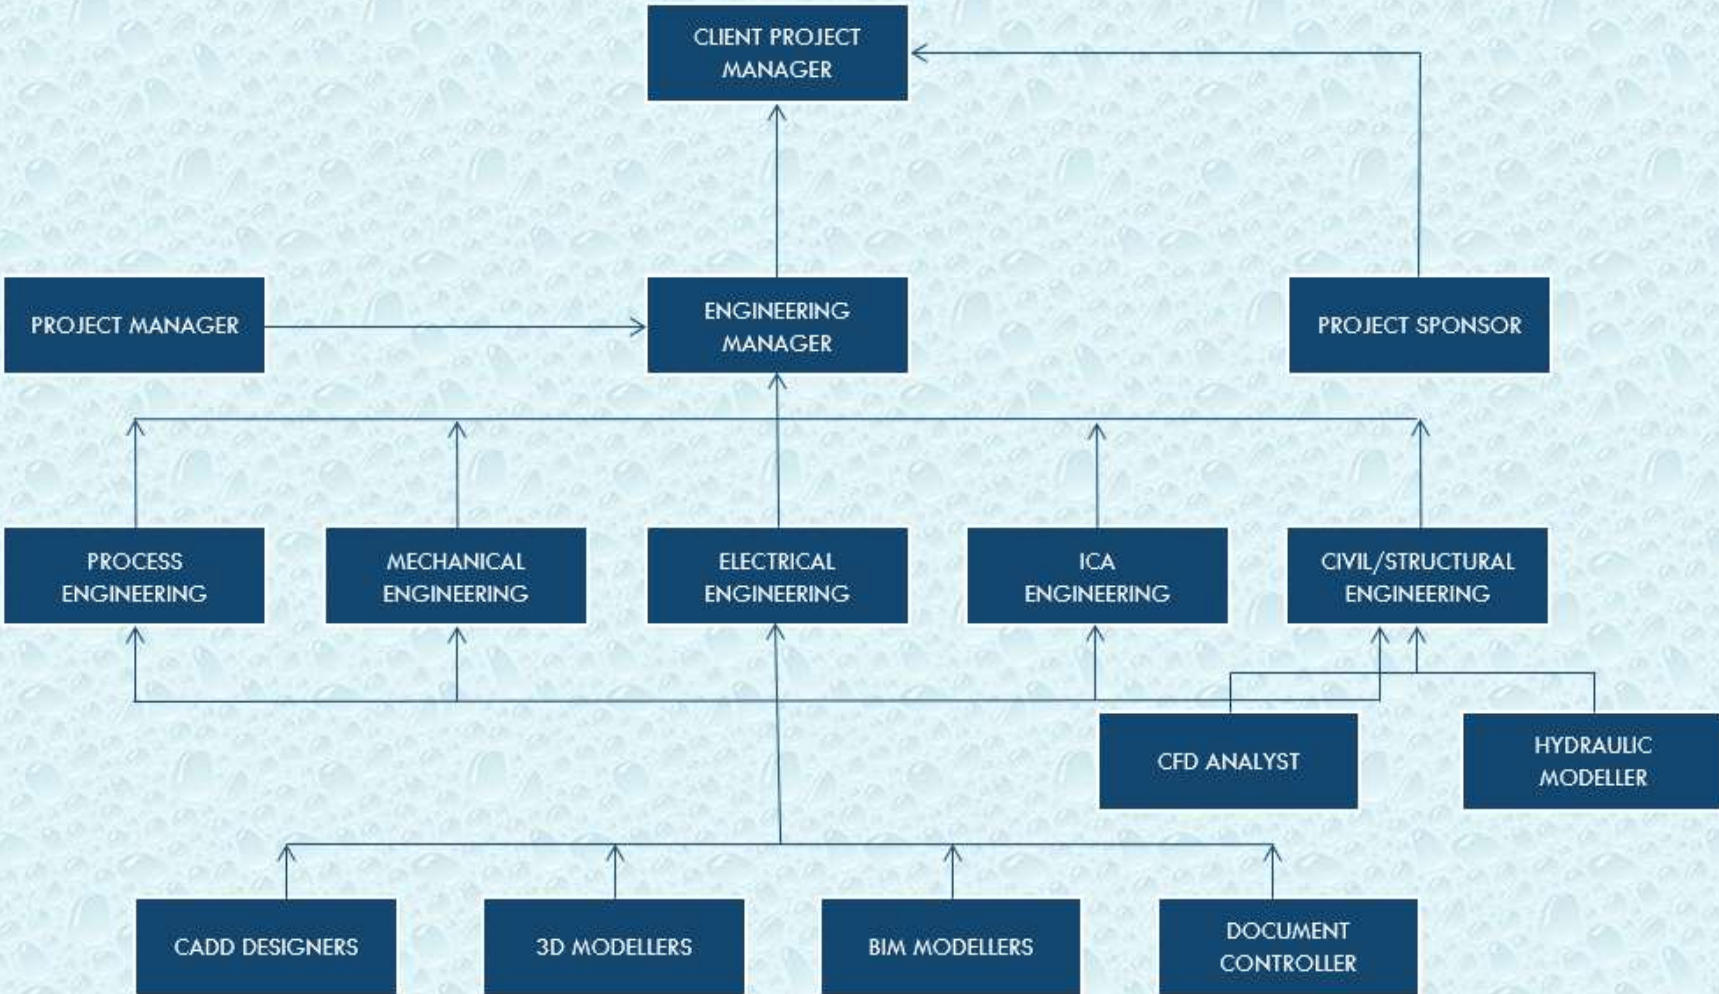 CLIENT PROJECT
MANAGER
PROJECT MANAGER
ENGINEERING
MANAGER
PROJECT SPONSOR
PROCESS
ENGINEERING
MECHANICAL
ENGINEERING
ELECTRICAL
ENGINEERING
ICA
ENGINEERING
CIVIL/STRUCTURAL
ENGINEERING
CFD ANALYST
HYDRAULIC
MODELLER
CADD DESIGNERS
3D MODELLERS
BIM MODELLERS
DOCUMENT
CONTROLLER